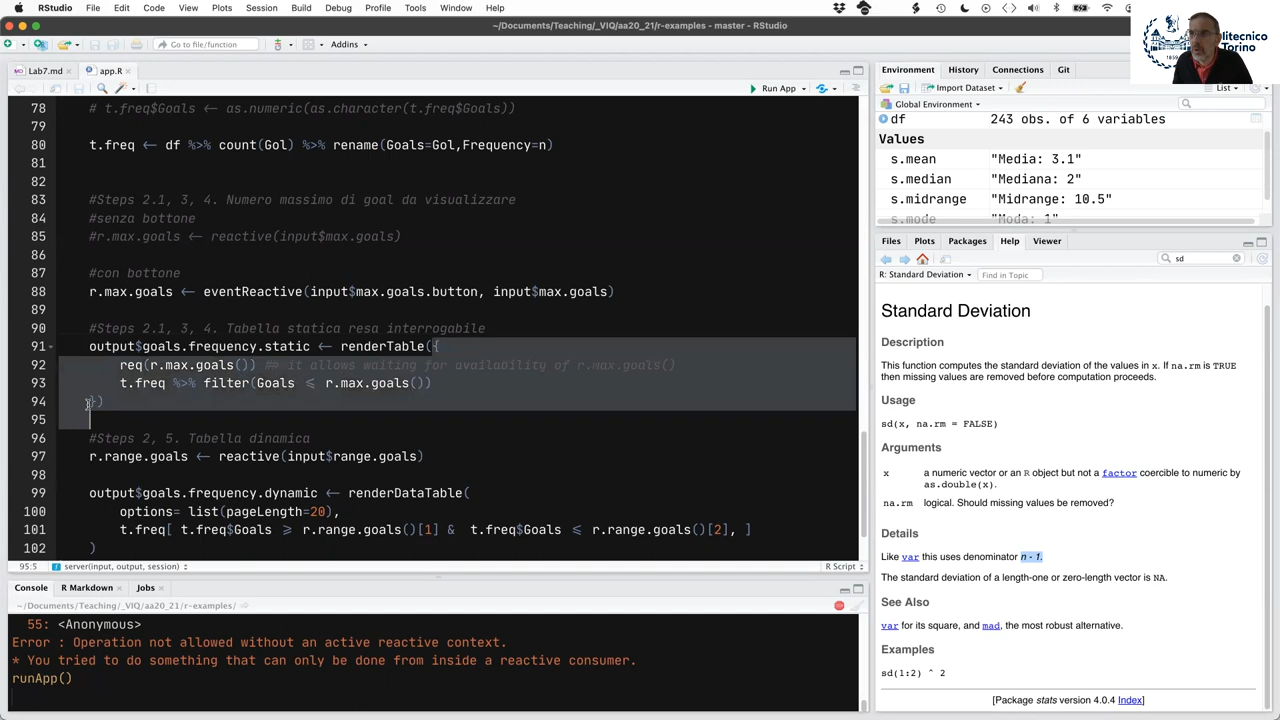 RStudio File Edit Code View Plots Session Build Debug Profile Tools Window Help
~/Documents/Teaching/_VIQ/aa20_21/r-examples - master - RStudio
Go to file/function Addins
Lab7.md app.R
Run App
78 # t.freq$Goals <- as.numeric(as.character(t.freq$Goals))
79
80 t.freq <- df %>% count(Gol) %>% rename(Goals=Gol,Frequency=n)
81
82
83 #Steps 2.1, 3, 4. Numero massimo di goal da visualizzare
84 #senza bottone
85 #r.max.goals <- reactive(input$max.goals)
86
87 #con bottone
88 r.max.goals <- eventReactive(input$max.goals.button, input$max.goals)
89
90 #Steps 2.1, 3, 4. Tabella statica resa interrogabile
91 output$goals.frequency.static <- renderTable({
92 req(r.max.goals()) ## it allows waiting for availability of r.max.goals()
93 t.freq %>% filter(Goals <= r.max.goals())
94 })
95
96 #Steps 2, 5. Tabella dinamica
97 r.range.goals <- reactive(input$range.goals)
98
99 output$goals.frequency.dynamic <- renderDataTable(
100 options= list(pageLength=20),
101 t.freq[ t.freq$Goals >= r.range.goals()[1] & t.freq$Goals <= r.range.goals()[2], ]
102 )
95:5 server(input, output, session) R Script
Console R Markdown Jobs
~/Documents/Teaching/_VIQ/aa20_21/r-examples/
55: <Anonymous>
Error : Operation not allowed without an active reactive context.
* You tried to do something that can only be done from inside a reactive consumer.
runApp()
Politecnico
Torino
1859
Environment History Connections Git
Import Dataset List
Global Environment
df 243 obs. of 6 variables
Values
s.mean "Media: 3.1"
s.median "Mediana: 2"
s.midrange "Midrange: 10.5"
s.mode "Moda: 1"
Files Plots Packages Help Viewer
sd
R: Standard Deviation Find in Topic
Standard Deviation
Description
This function computes the standard deviation of the values in x. If na.rm is TRUE
then missing values are removed before computation proceeds.
Usage
sd(x, na.rm = FALSE)
Arguments
x a numeric vector or an R object but not a factor coercible to numeric by
as.double(x).
na.rm logical. Should missing values be removed?
Details
Like var this uses denominator n - 1.
The standard deviation of a length-one or zero-length vector is NA.
See Also
var for its square, and mad, the most robust alternative.
Examples
sd(1:2) ^ 2
[Package stats version 4.0.4 Index]